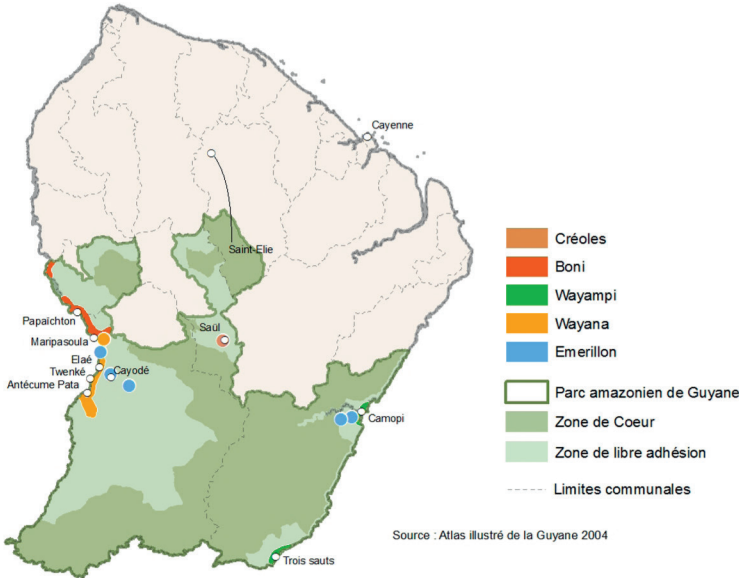 Cayenne
Saint-Elie
Papaïchton
Maripasoula
Saül
Elaé
Twenké
Cayodé
Antécume Pata
Camopi
Trois sauts
Créoles
Boni
Wayampi
Wayana
Emerillon
Parc amazonien de Guyane
Zone de Coeur
Zone de libre adhésion
Limites communales
Source : Atlas illustré de la Guyane 2004